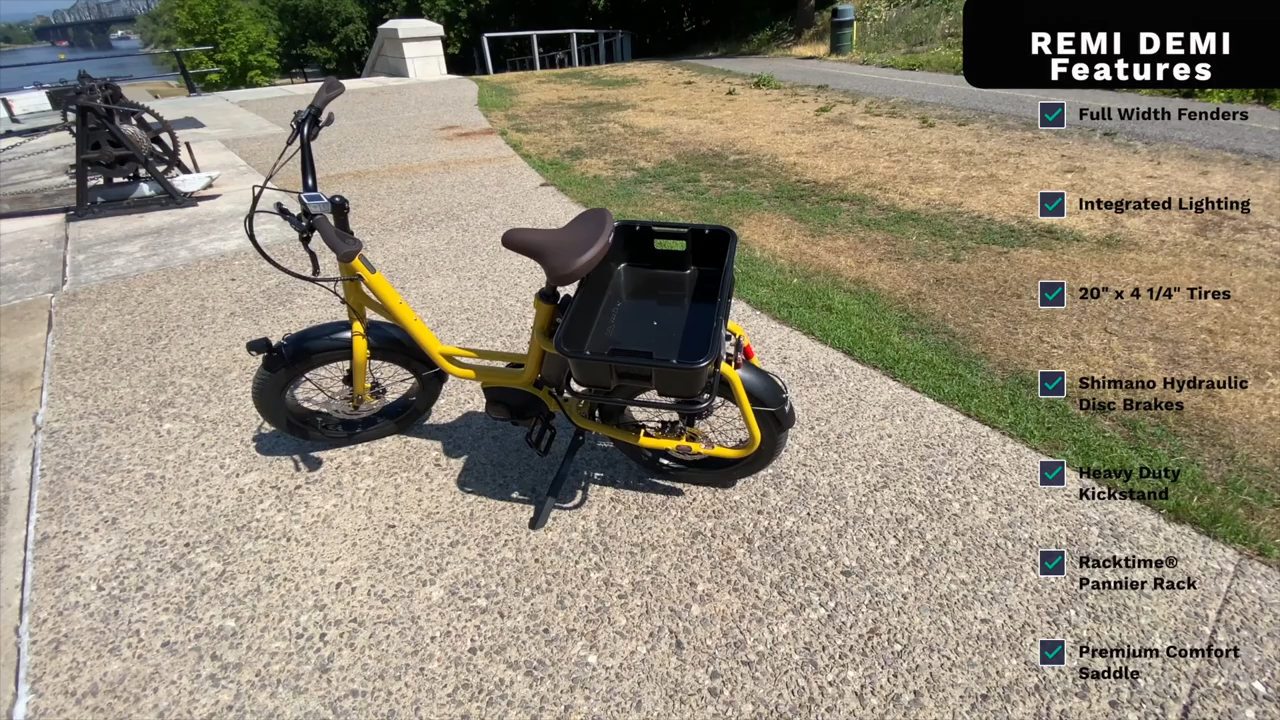 REMI DEMI
Features
Full Width Fenders
Integrated Lighting
20" x 4 1/4" Tires
Shimano Hydraulic
Disc Brakes
Heavy Duty
Kickstand
Racktime®
Pannier Rack
Premium Comfort
Saddle